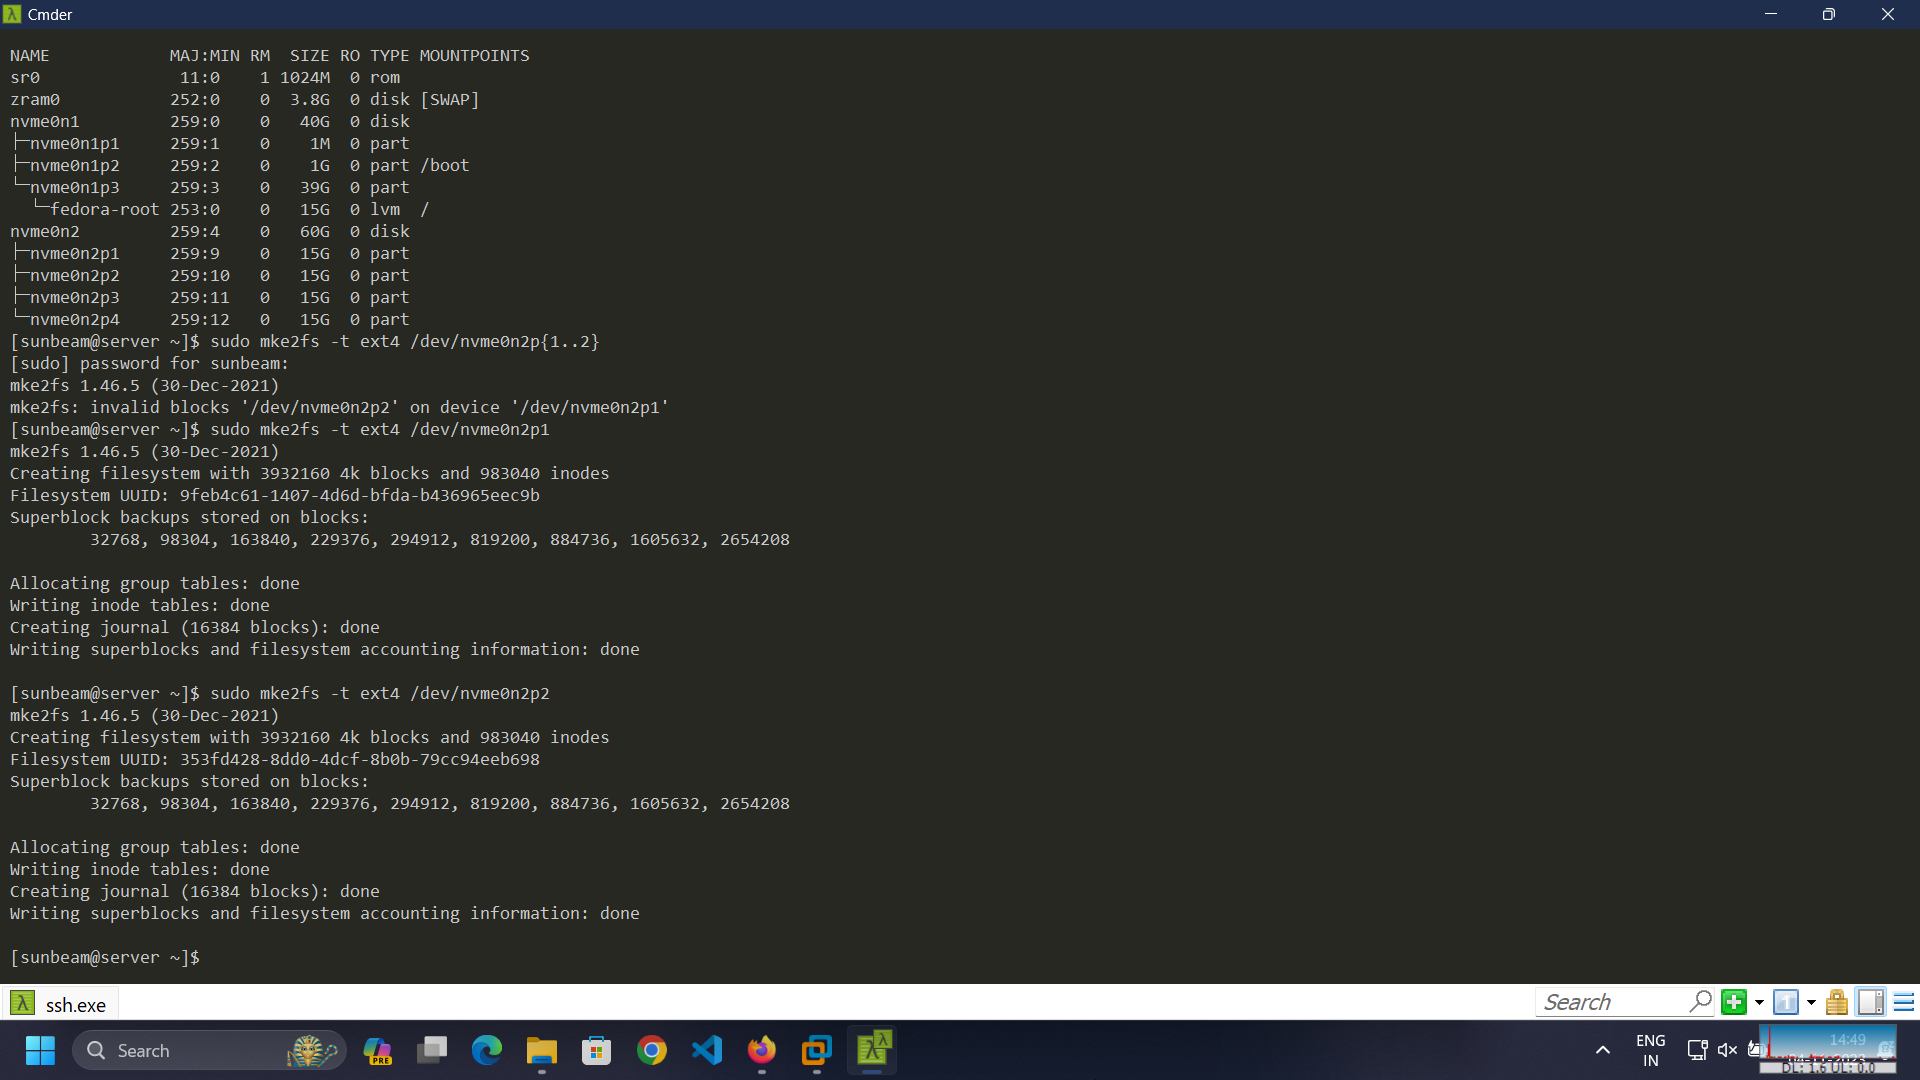 Cmder
NAME            MAJ:MIN RM  SIZE RO TYPE MOUNTPOINTS
sr0              11:0    1 1024M  0 rom
zram0           252:0    0  3.8G  0 disk [SWAP]
nvme0n1         259:0    0   40G  0 disk
├─nvme0n1p1     259:1    0    1M  0 part
├─nvme0n1p2     259:2    0    1G  0 part /boot
└─nvme0n1p3     259:3    0   39G  0 part
  └─fedora-root 253:0    0   15G  0 lvm  /
nvme0n2         259:4    0   60G  0 disk
├─nvme0n2p1     259:9    0   15G  0 part
├─nvme0n2p2     259:10   0   15G  0 part
├─nvme0n2p3     259:11   0   15G  0 part
└─nvme0n2p4     259:12   0   15G  0 part
[sunbeam@server ~]$ sudo mke2fs -t ext4 /dev/nvme0n2p{1..2}
[sudo] password for sunbeam:
mke2fs 1.46.5 (30-Dec-2021)
mke2fs: invalid blocks '/dev/nvme0n2p2' on device '/dev/nvme0n2p1'
[sunbeam@server ~]$ sudo mke2fs -t ext4 /dev/nvme0n2p1
mke2fs 1.46.5 (30-Dec-2021)
Creating filesystem with 3932160 4k blocks and 983040 inodes
Filesystem UUID: 9feb4c61-1407-4d6d-bfda-b436965eec9b
Superblock backups stored on blocks:
        32768, 98304, 163840, 229376, 294912, 819200, 884736, 1605632, 2654208
Allocating group tables: done
Writing inode tables: done
Creating journal (16384 blocks): done
Writing superblocks and filesystem accounting information: done
[sunbeam@server ~]$ sudo mke2fs -t ext4 /dev/nvme0n2p2
mke2fs 1.46.5 (30-Dec-2021)
Creating filesystem with 3932160 4k blocks and 983040 inodes
Filesystem UUID: 353fd428-8dd0-4dcf-8b0b-79cc94eeb698
Superblock backups stored on blocks:
        32768, 98304, 163840, 229376, 294912, 819200, 884736, 1605632, 2654208
Allocating group tables: done
Writing inode tables: done
Creating journal (16384 blocks): done
Writing superblocks and filesystem accounting information: done
[sunbeam@server ~]$
ssh.exe
Search
1
Search
PRE
ENG
IN
14:49
DL: 1.6 UL: 0.0